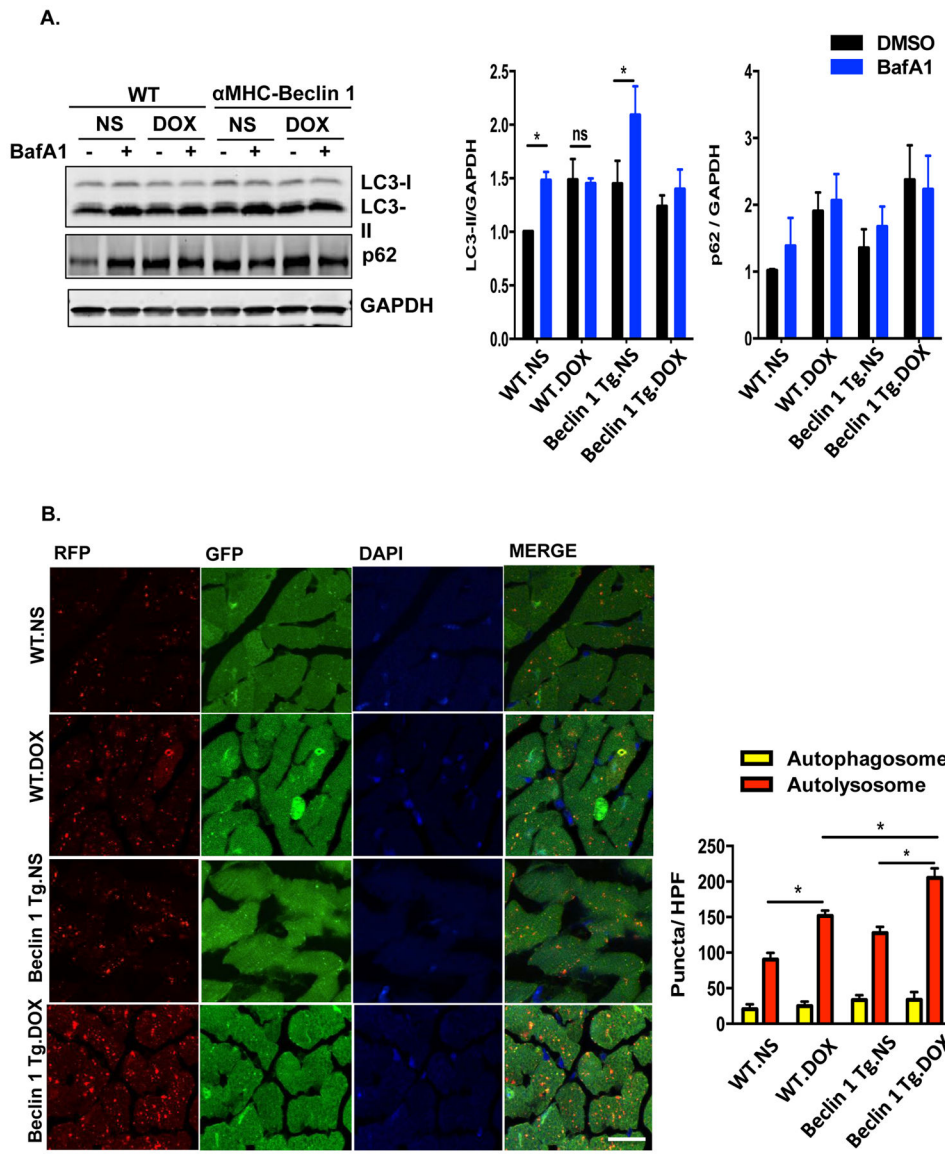 A.
WT αMHC-Beclin 1
NS DOX NS DOX
BafA1 - + - + - + - +
LC3-I
LC3-
II
p62
GAPDH
DMSO
BafA1
LC3-II/GAPDH
2.5
2.0
1.5
1.0
0.5
0.0
* ns *
WT.NS
WT.DOX
Beclin 1 Tg.NS
Beclin 1 Tg.DOX
p62 / GAPDH
4
3
2
1
0
WT.NS
WT.DOX
Beclin 1 Tg.NS
Beclin 1 Tg.DOX
B.
RFP GFP DAPI MERGE
WT.NS
WT.DOX
Beclin 1 Tg.NS
Beclin 1 Tg.DOX
Autophagosome
Autolysosome
Puncta/ HPF
250
200
150
100
50
0
* * *
WT.NS
WT.DOX
Beclin 1 Tg.NS
Beclin 1 Tg.DOX